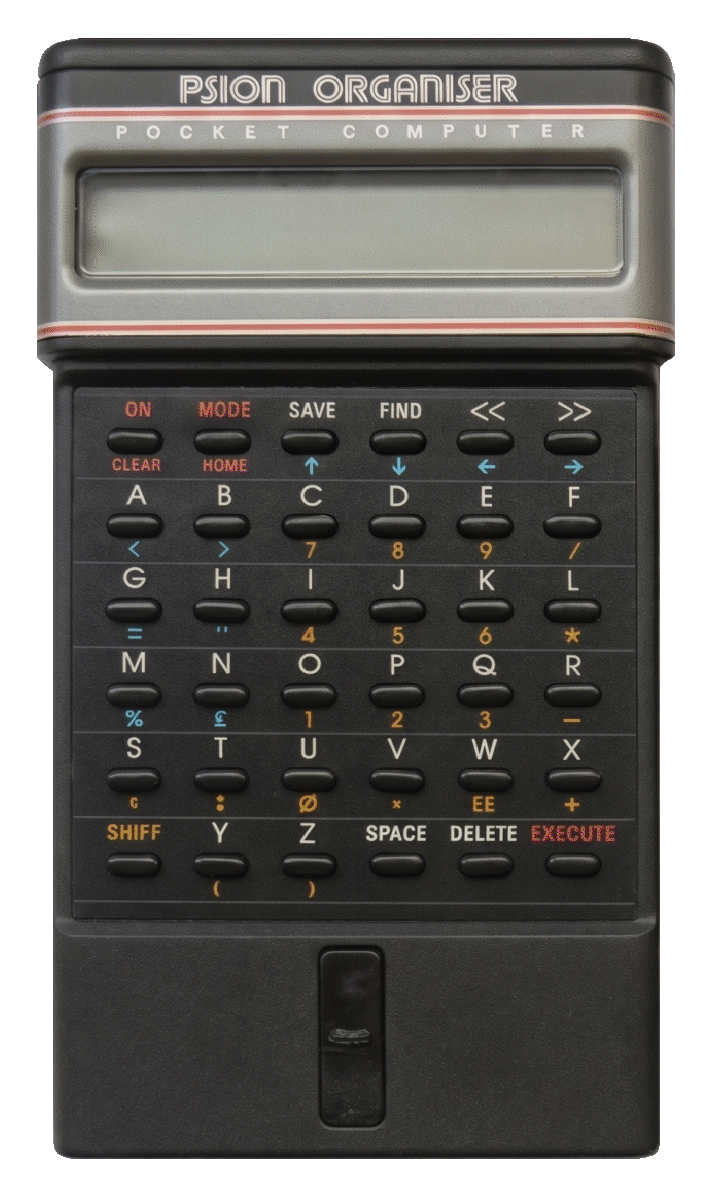 PSION ORGANISER
POCKET COMPUTER
ON MODE SAVE FIND << >>
CLEAR HOME ↑ ↓ ← →
A B C D E F
< > 7 8 9 /
G H I J K L
= " 4 5 6 *
M N O P Q R
% £ 1 2 3 −
S T U V W X
: Ø × EE +
SHIFF Y Z SPACE DELETE EXECUTE
( )